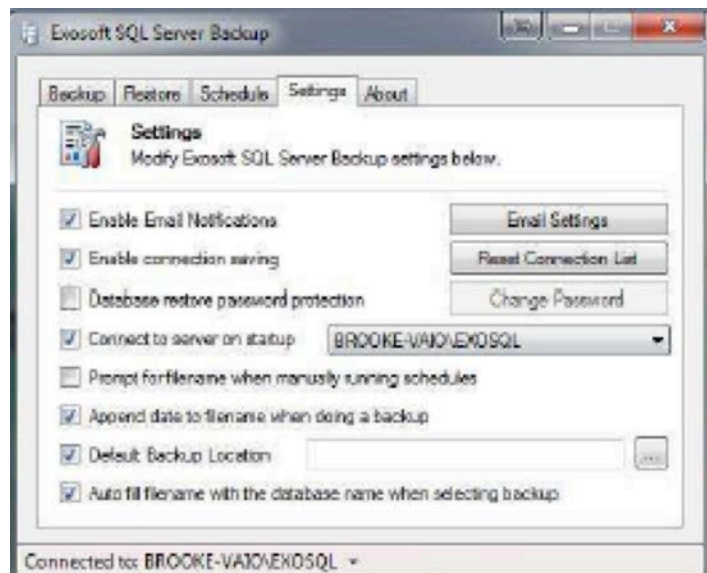 Exosoft SQL Server Backup
Backup Restore Schedule Settings About
Settings
Modify Exosoft SQL Server Backup settings below.
Enable Email Notifications Email Settings
Enable connection saving Reset Connection List
Database restore password protection Change Password
Connect to server on startup BROOKE-VAIO\EXOSQL
Prompt for filename when manually running schedules
Append date to filename when doing a backup
Default Backup Location ...
Auto fill filename with the database name when selecting backup
Connected to: BROOKE-VAIO\EXOSQL